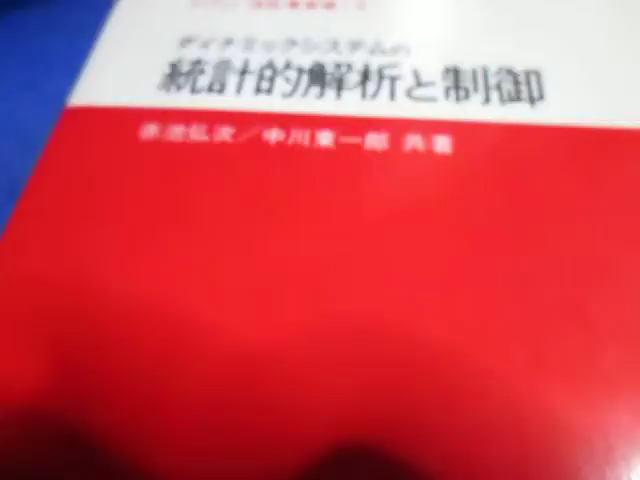 ダイナミックシステムの
統計的解析と制御
赤池弘次/中川東一郎 共著